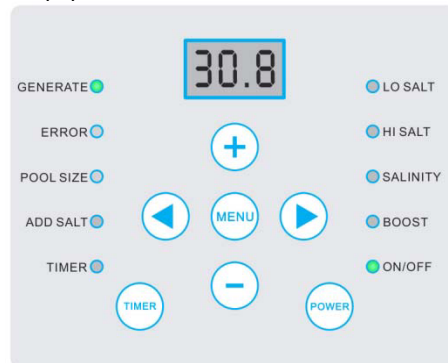 30.8
GENERATE
LO SALT
ERROR
HI SALT
POOL SIZE
SALINITY
MENU
ADD SALT
BOOST
TIMER
ON/OFF
TIMER
POWER